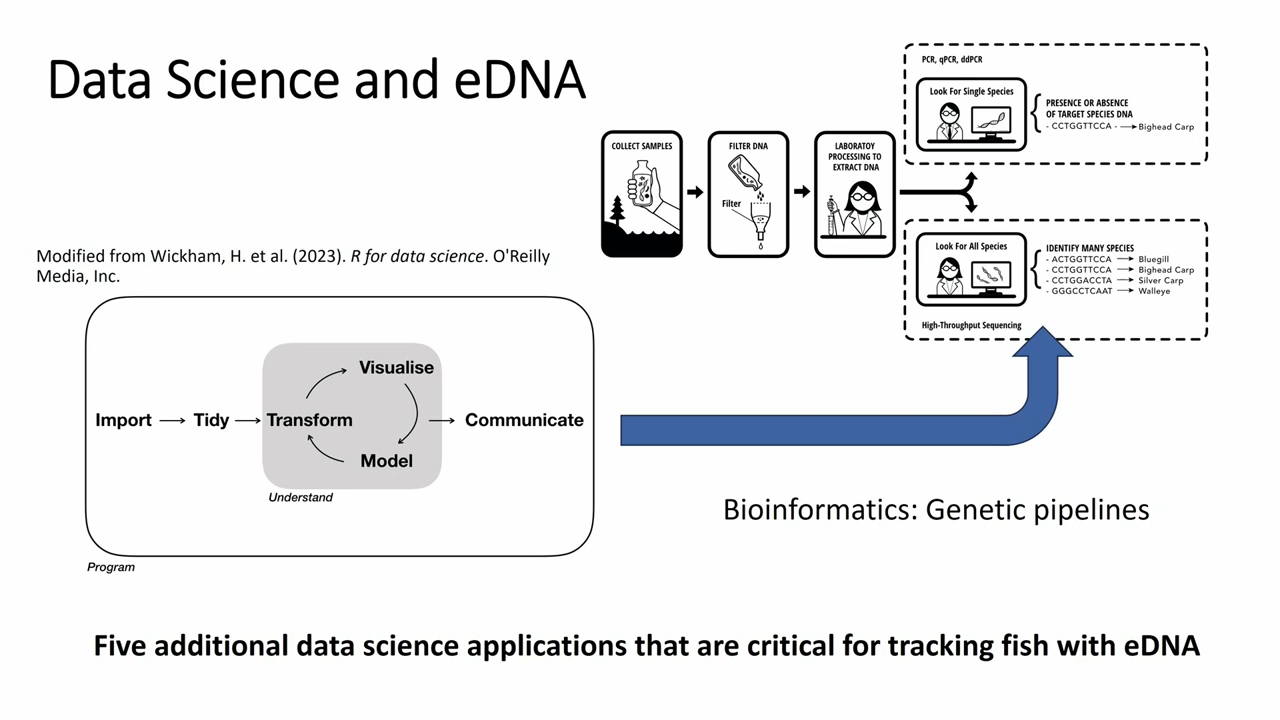 Data Science and eDNA
COLLECT SAMPLES
FILTER DNA
Filter
LABORATOY
PROCESSING TO
EXTRACT DNA
PCR, qPCR, ddPCR
Look For Single Species
PRESENCE OR ABSENCE
OF TARGET SPECIES DNA
- CCTGGTTCCA - Bighead Carp
Look For All Species
IDENTIFY MANY SPECIES
- ACTGGTTCCA Bluegill
- CCTGGTTCCA Bighead Carp
- CCTGGACCTA Silver Carp
- GGGCCTCAAT Walleye
High-Throughput Sequencing
Modified from Wickham, H. et al. (2023). R for data science. O'Reilly
Media, Inc.
Import Tidy Transform Visualise Model Communicate
Understand
Program
Bioinformatics: Genetic pipelines
Five additional data science applications that are critical for tracking fish with eDNA